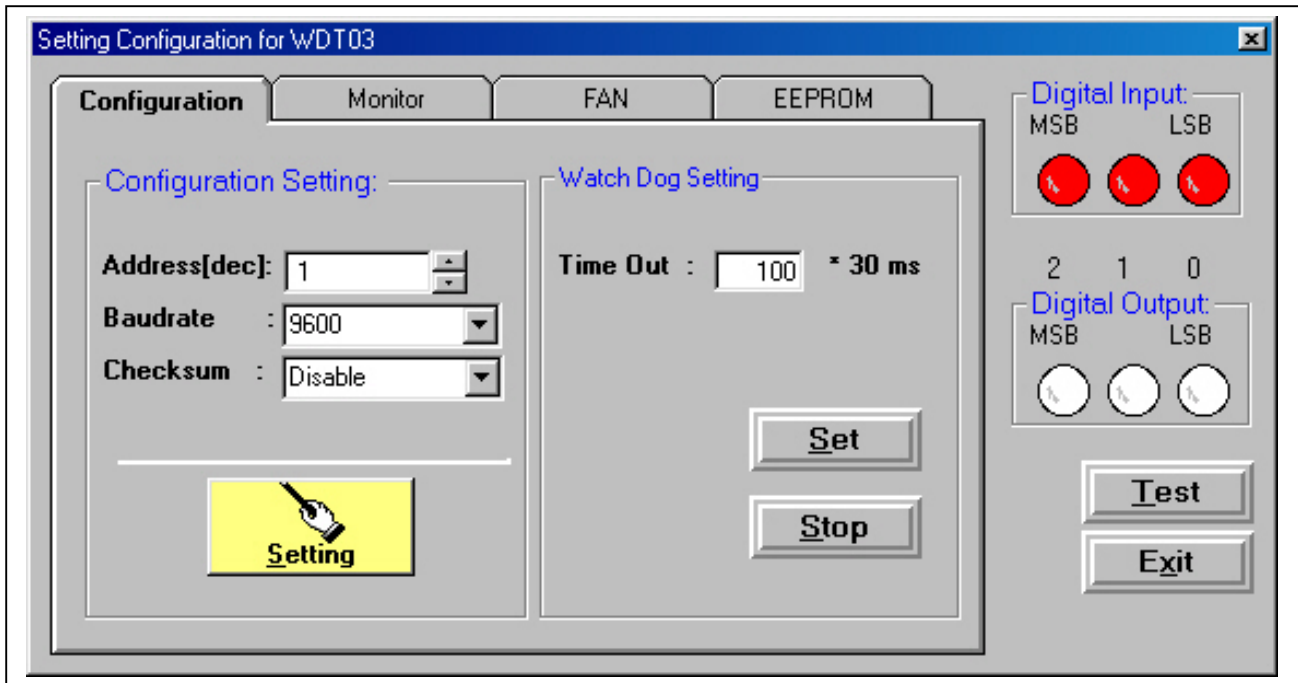 Setting Configuration for WDT03
Configuration
Monitor
FAN
EEPROM
Configuration Setting:
Address[dec]: 1
Baudrate : 9600
Checksum : Disable
Setting
Watch Dog Setting
Time Out : 100 * 30 ms
Set
Stop
Digital Input:
MSB LSB
2 1 0
Digital Output:
MSB LSB
Test
Exit